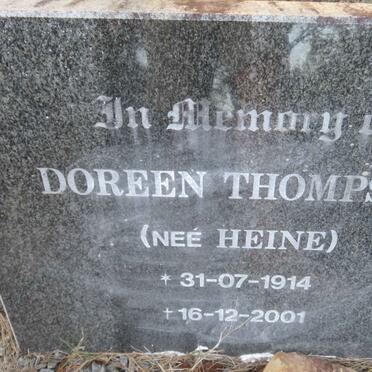 In Memory o
DOREEN THOMPS
(NEÉ HEINE)
* 31-07-1914
†16-12-2001